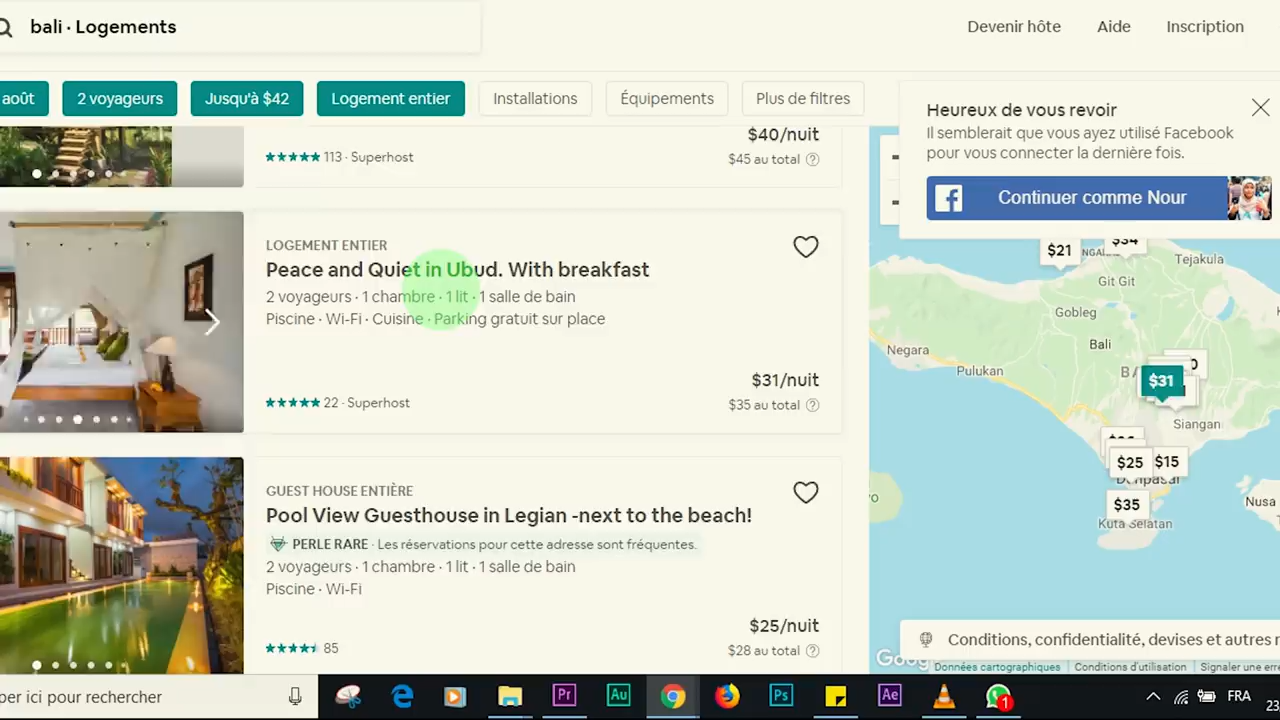 bali · Logements
Devenir hôte
Aide
Inscription
août
2 voyageurs
Jusqu'à $42
Logement entier
Installations
Équipements
Plus de filtres
Heureux de vous revoir
Il semblerait que vous ayez utilisé Facebook
pour vous connecter la dernière fois.
Continuer comme Nour
$40/nuit
113 · Superhost
$45 au total
LOGEMENT ENTIER
Peace and Quiet in Ubud. With breakfast
2 voyageurs · 1 chambre · 1 lit · 1 salle de bain
Piscine · Wi-Fi · Cuisine · Parking gratuit sur place
$31/nuit
22 · Superhost
$35 au total
GUEST HOUSE ENTIÈRE
Pool View Guesthouse in Legian -next to the beach!
PERLE RARE · Les réservations pour cette adresse sont fréquentes.
2 voyageurs · 1 chambre · 1 lit · 1 salle de bain
Piscine · Wi-Fi
$25/nuit
85
$28 au total
$21
$34
Tejakula
Git Git
Gobleg
Bali
Negara
Pulukan
$31
Siangan
$25
$15
Denpasar
$35
Nusa
Kuta Selatan
Conditions, confidentialité, devises et autres
Données cartographiques
Conditions d'utilisation
Signaler une
per ici pour rechercher
Pr
Au
Ps
Ae
1
FRA
23